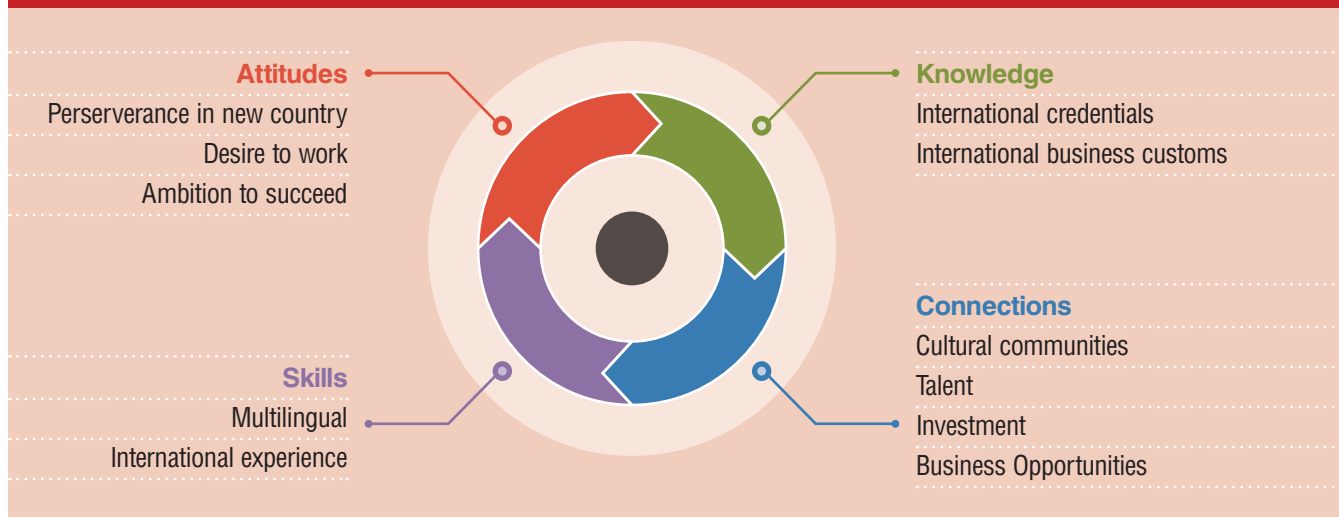 Attitudes
Perserverance in new country
Desire to work
Ambition to succeed
Knowledge
International credentials
International business customs
Skills
Multilingual
International experience
Connections
Cultural communities
Talent
Investment
Business Opportunities